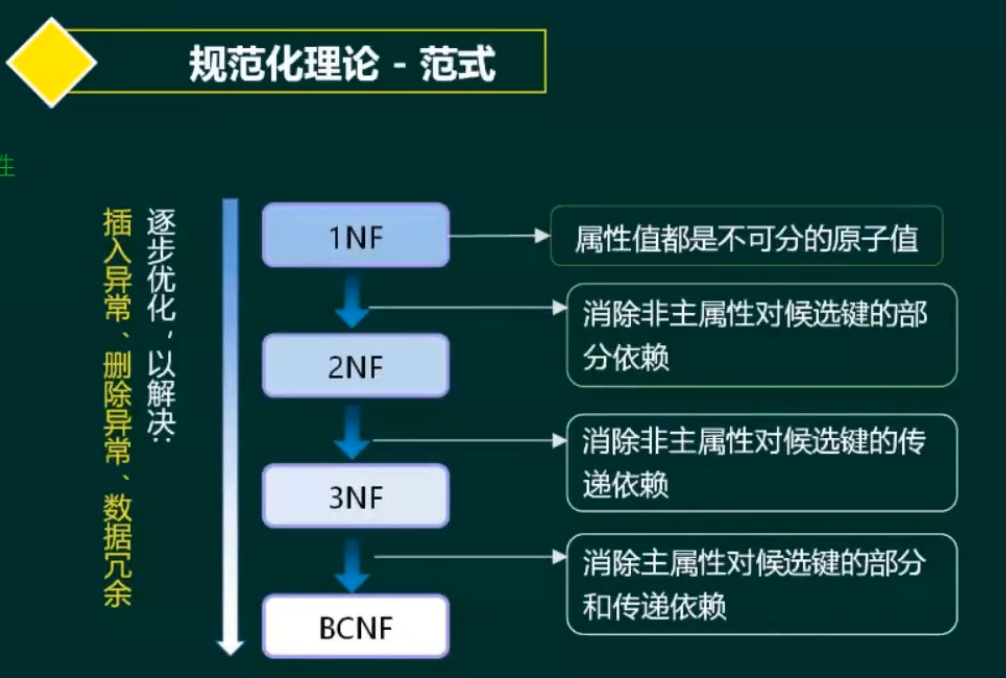 规范化理论 - 范式
性
逐步优化，以解决：
插入异常、删除异常、数据冗余
1NF
属性值都是不可分的原子值
消除非主属性对候选键的部
分依赖
2NF
消除非主属性对候选键的传
递依赖
3NF
消除主属性对候选键的部分
和传递依赖
BCNF